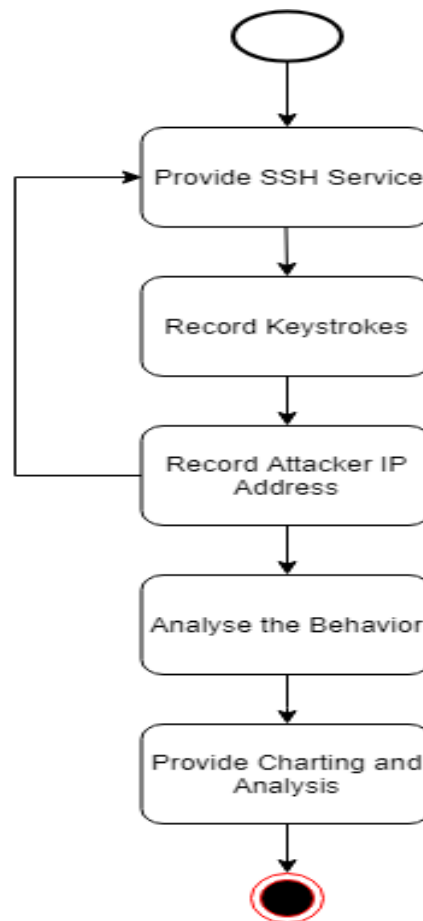 Provide SSH Service
Record Keystrokes
Record Attacker IP
Address
Analyse the Behavior
Provide Charting and
Analysis